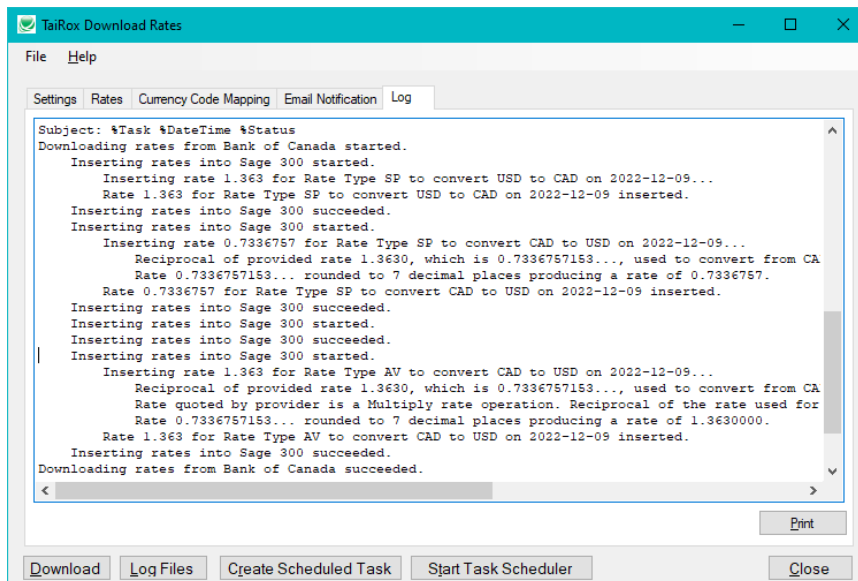 TaiRox Download Rates
File Help
Settings Rates Currency Code Mapping Email Notification Log
Subject: %Task %DateTime %Status
Downloading rates from Bank of Canada started.
Inserting rates into Sage 300 started.
Inserting rate 1.363 for Rate Type SP to convert USD to CAD on 2022-12-09...
Rate 1.363 for Rate Type SP to convert USD to CAD on 2022-12-09 inserted.
Inserting rates into Sage 300 succeeded.
Inserting rates into Sage 300 started.
Inserting rate 0.7336757 for Rate Type SP to convert CAD to USD on 2022-12-09...
Reciprocal of provided rate 1.3630, which is 0.7336757153..., used to convert from CA
Rate 0.7336757153... rounded to 7 decimal places producing a rate of 0.7336757.
Rate 0.7336757 for Rate Type SP to convert CAD to USD on 2022-12-09 inserted.
Inserting rates into Sage 300 succeeded.
Inserting rates into Sage 300 started.
Inserting rates into Sage 300 succeeded.
Inserting rates into Sage 300 started.
Inserting rate 1.363 for Rate Type AV to convert CAD to USD on 2022-12-09...
Reciprocal of provided rate 1.3630, which is 0.7336757153..., used to convert from CA
Rate quoted by provider is a Multiply rate operation. Reciprocal of the rate used for
Rate 0.7336757153... rounded to 7 decimal places producing a rate of 1.3630000.
Rate 1.363 for Rate Type AV to convert CAD to USD on 2022-12-09 inserted.
Inserting rates into Sage 300 succeeded.
Downloading rates from Bank of Canada succeeded.
Print
Download Log Files Create Scheduled Task Start Task Scheduler Close